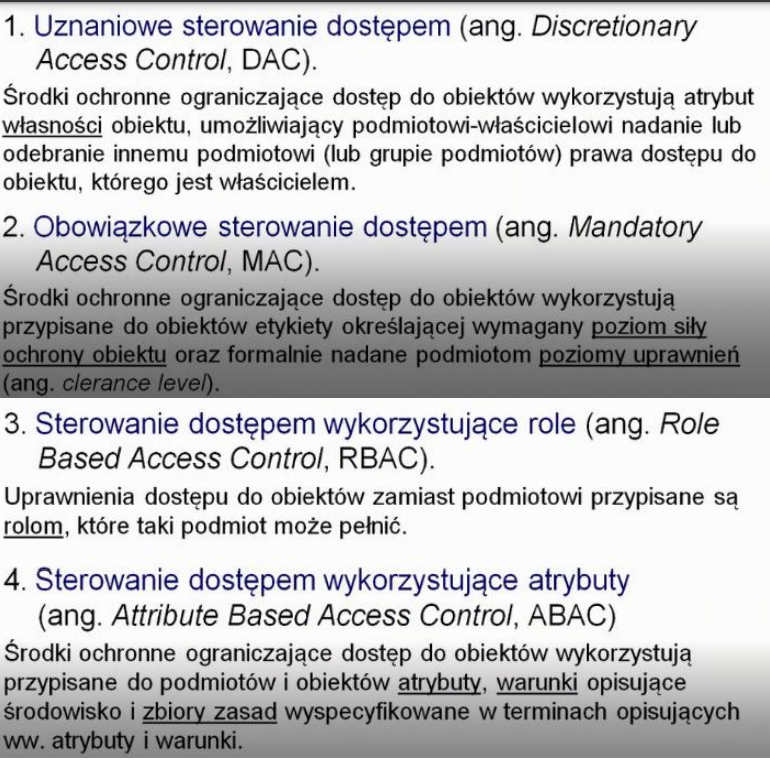 1. Uznaniowe sterowanie dostępem (ang. Discretionary
Access Control, DAC).
Środki ochronne ograniczające dostęp do obiektów wykorzystują atrybut
własności obiektu, umożliwiający podmiotowi-właścicielowi nadanie lub
odebranie innemu podmiotowi (lub grupie podmiotów) prawa dostępu do
obiektu, którego jest właścicielem.
2. Obowiązkowe sterowanie dostępem (ang. Mandatory
Access Control, MAC).
Środki ochronne ograniczające dostęp do obiektów wykorzystują
przypisane do obiektów etykiety określającej wymagany poziom siły
ochrony obiektu oraz formalnie nadane podmiotom poziomy uprawnień
(ang. clerance level).
3. Sterowanie dostępem wykorzystujące role (ang. Role
Based Access Control, RBAC).
Uprawnienia dostępu do obiektów zamiast podmiotowi przypisane są
rolom, które taki podmiot może pełnić.
4. Sterowanie dostępem wykorzystujące atrybuty
(ang. Attribute Based Access Control, ABAC)
Środki ochronne ograniczające dostęp do obiektów wykorzystują
przypisane do podmiotów i obiektów atrybuty, warunki opisujące
środowisko i zbiory zasad wyspecyfikowane w terminach opisujących
ww. atrybuty i warunki.